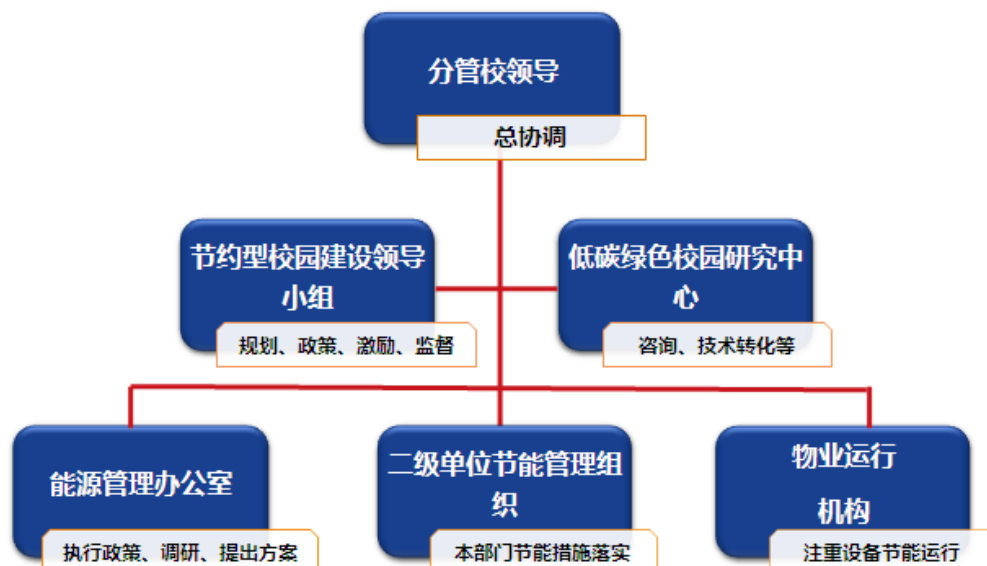 分管校领导
总协调
节约型校园建设领导
小组
规划、政策、激励、监督
低碳绿色校园研究中
心
咨询、技术转化等
能源管理办公室
执行政策、调研、提出方案
二级单位节能管理组
织
本部门节能措施落实
物业运行
机构
注重设备节能运行